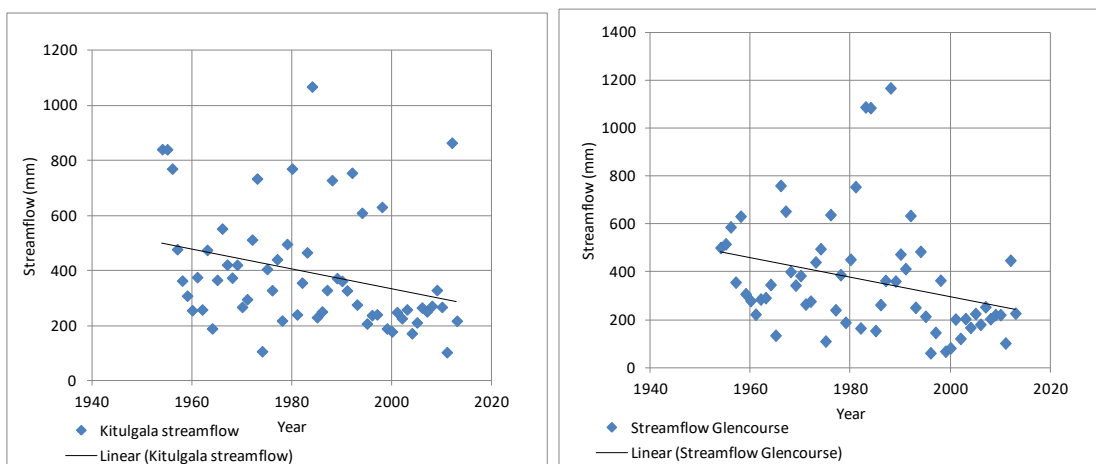 1200
1000
800
600
400
200
0
Streamflow (mm)
1940 1960 1980 2000 2020
Year
Kitulgala streamflow
Linear (Kitulgala streamflow)
1400
1200
1000
800
600
400
200
0
Streamflow (mm)
1940 1960 1980 2000 2020
Year
Streamflow Glencourse
Linear (Streamflow Glencourse)